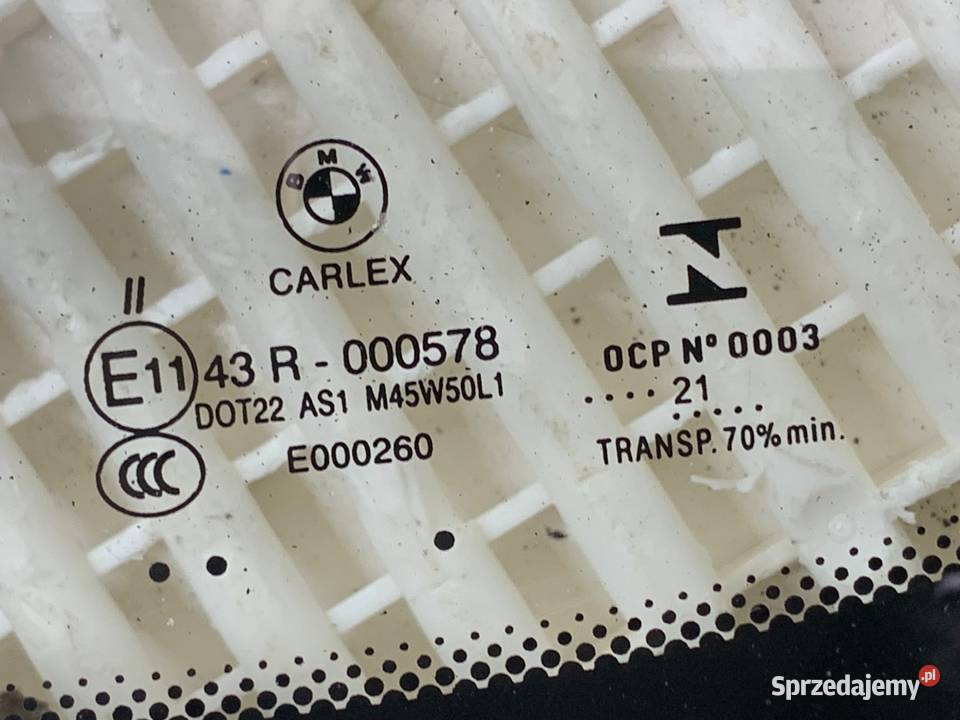 BMW
CARLEX
II
E11 43 R - 000578
DOT22 AS1 M45W50L1
E000260
CCC
OCP Nº 0003
.... 21
.....
TRANSP. 70% min.
Sprzedajemy.pl